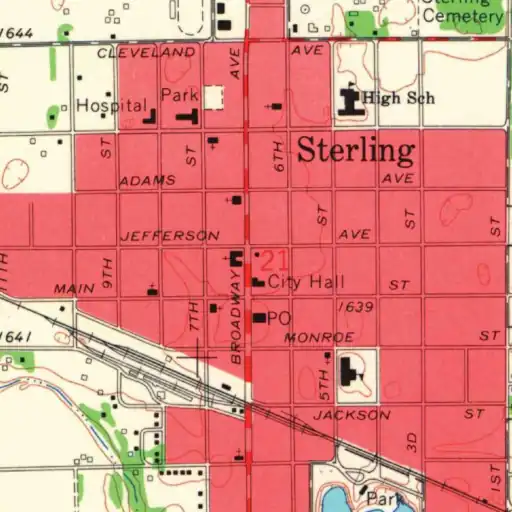 Sterling
Cemetery
1644
CLEVELAND
AVE
AVE
ST
Hospital
Park
High Sch
ST
ST
6TH
Sterling
ADAMS
AVE
ST
ST
ST
JEFFERSON
AVE
21
City Hall
11TH
MAIN
9TH
ST
7TH
BROADWAY
PO
1639
1641
MONROE
ST
5TH
JACKSON
ST
3D
1ST
Park